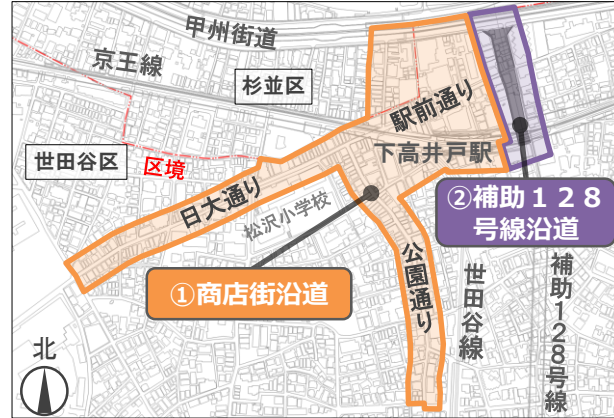 甲州街道
京王線
杉並区
駅前通り
世田谷区
区境
下高井戸駅
日大通り
松沢小学校
②補助１２８
号線沿道
①商店街沿道
公園通り
世田谷線
補助128号線
北